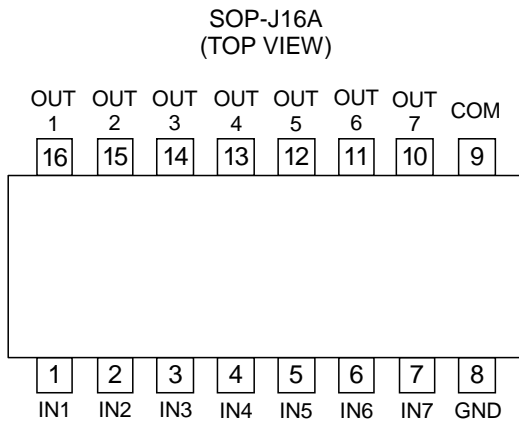 SOP-J16A
(TOP VIEW)
OUT OUT OUT OUT OUT OUT OUT COM
1 2 3 4 5 6 7
16 15 14 13 12 11 10 9
1 2 3 4 5 6 7 8
IN1 IN2 IN3 IN4 IN5 IN6 IN7 GND